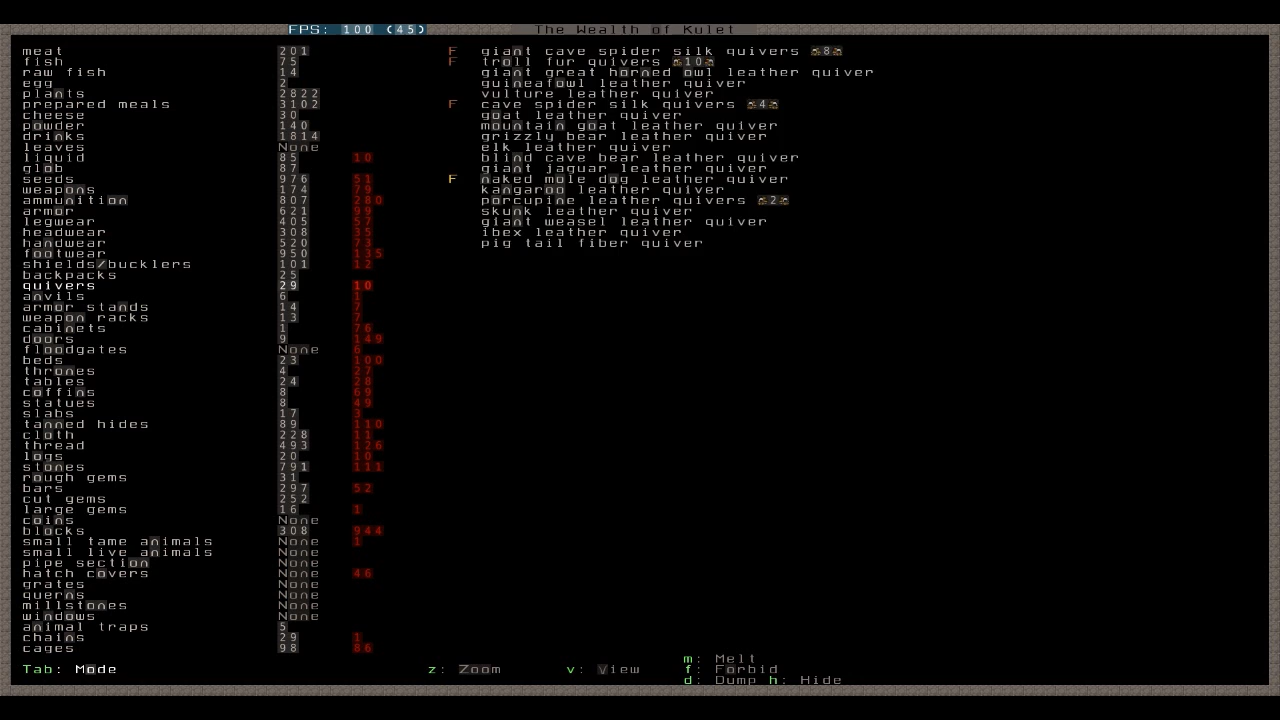 FPS: 100 (45) The Wealth of Kulet
meat 201 F giant cave spider silk quivers 8
fish 75 F troll fur quivers 10
raw fish 14 giant great horned owl leather quiver
egg 2 guineafowl leather quiver
plants 2822 vulture leather quiver
prepared meals 3102 F cave spider silk quivers 4
cheese 30 goat leather quiver
powder 140 mountain goat leather quiver
drinks 1814 grizzly bear leather quiver
leaves None elk leather quiver
liquid 85 10 blind cave bear leather quiver
glob 87 giant jaguar leather quiver
seeds 976 51 F naked mole dog leather quiver
weapons 174 79 kangaroo leather quiver
ammunition 807 280 porcupine leather quivers 2
armor 621 99 skunk leather quiver
legwear 405 57 giant weasel leather quiver
headwear 308 35 ibex leather quiver
handwear 520 73 pig tail fiber quiver
footwear 950 135
shields/bucklers 101 12
backpacks 25
quivers 29 10
anvils 6 1
armor stands 14 7
weapon racks 13 7
cabinets 1 76
doors 9 149
floodgates None 6
beds 23 100
thrones 4 27
tables 24 28
coffins 8 69
statues 8 49
slabs 17 3
tanned hides 89 110
cloth 228 11
thread 493 126
logs 20 10
stones 791 111
rough gems 31
bars 297 52
cut gems 252
large gems 16 1
coins None
blocks 308 944
small tame animals None 1
small live animals None
pipe section None
hatch covers None 46
grates None
querns None
millstones None
windows None
animal traps 5
chains 29 1
cages 98 86
m: Melt
Tab: Mode z: Zoom v: View f: Forbid
d: Dump h: Hide